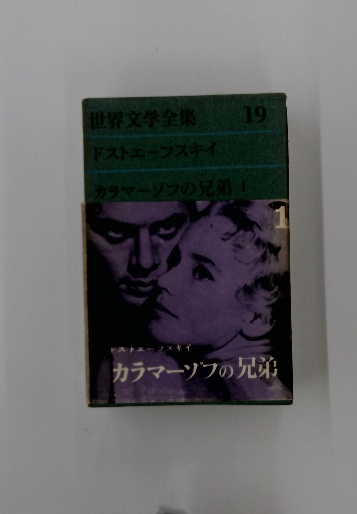 世界文学全集 19
ドストエーフスキイ
カラマーゾフの兄弟 1
1
ドストエーフスキイ
カラマーゾフの兄弟